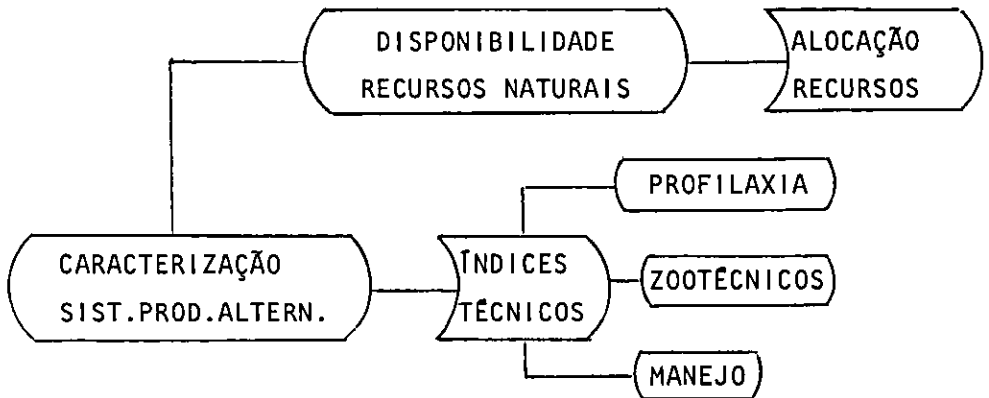 DISPONIBILIDADE
RECURSOS NATURAIS
ALOCAÇÃO
RECURSOS
PROFILAXIA
CARACTERIZAÇÃO
SIST.PROD.ALTERN.
ÍNDICES
TÉCNICOS
ZOOTÉCNICOS
MANEJO